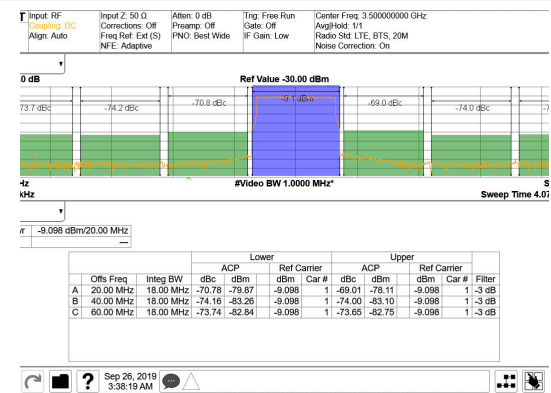 T Input: RF Input Z: 50 Ω Atten: 0 dB Trig: Free Run Center Freq: 3.500000000 GHz
Coupling: DC Corrections: Off Preamp: Off Gate: Off Avg|Hold: 1/1
Align: Auto Freq Ref: Ext (S) PNO: Best Wide IF Gain: Low Radio Std: LTE, BTS, 20M
NFE: Adaptive Noise Correction: On
0 dB Ref Value -30.00 dBm
73.7 dBc -74.2 dBc -70.8 dBc -9.1 dBm -69.0 dBc -74.0 dBc -7
Hz #Video BW 1.0000 MHz* S
kHz Sweep Time 4.07
-9.098 dBm/20.00 MHz
---
Lower Upper
ACP Ref Carrier ACP Ref Carrier
Offs Freq Integ BW dBc dBm dBm Car # dBc dBm dBm Car # Filter
A 20.00 MHz 18.00 MHz -70.78 -79.87 -9.098 1 -69.01 -78.11 -9.098 1 -3 dB
B 40.00 MHz 18.00 MHz -74.16 -83.26 -9.098 1 -74.00 -83.10 -9.098 1 -3 dB
C 60.00 MHz 18.00 MHz -73.74 -82.84 -9.098 1 -73.65 -82.75 -9.098 1 -3 dB
? Sep 26, 2019
3:38:19 AM